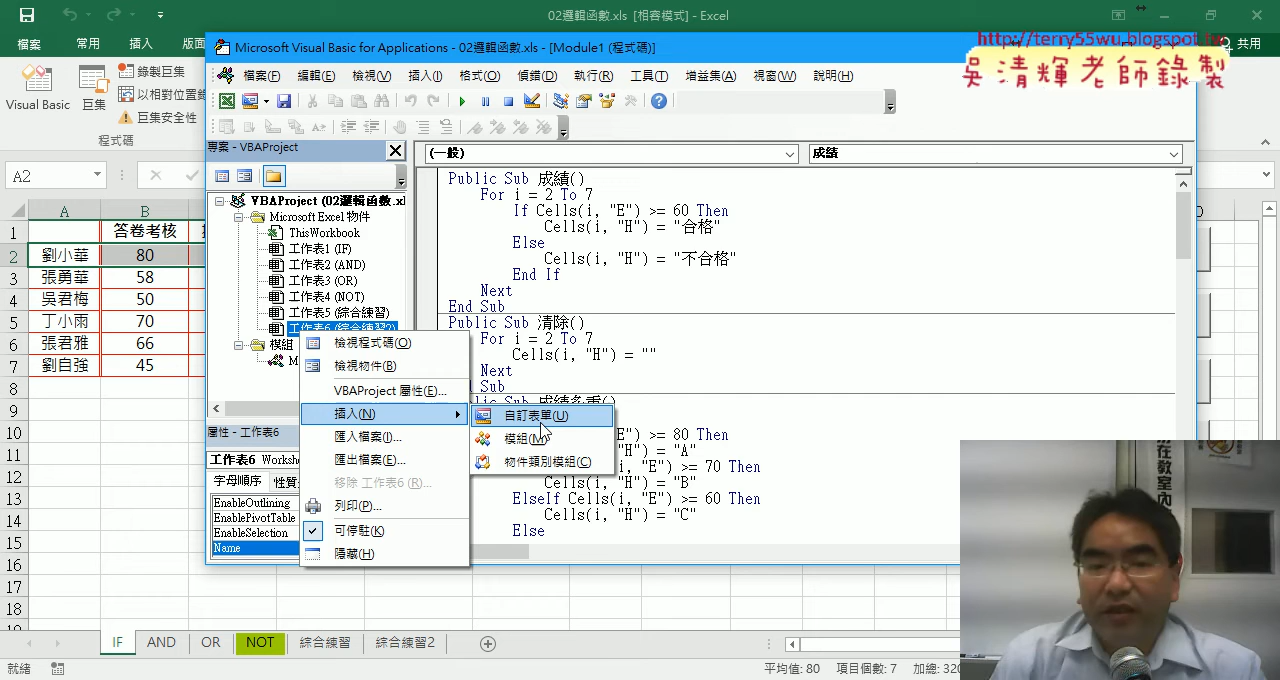 02邏輯函數.xls [相容模式] - Excel
檔案
常用
插入
版面
共用
http://terry55wu.blogspot.tw
吳清輝老師錄製
Visual Basic
巨集
錄製巨集
以相對位置錄
巨集安全性
程式碼
A2
Microsoft Visual Basic for Applications - 02邏輯函數.xls - [Module1 (程式碼)]
檔案(F)
編輯(E)
檢視(V)
插入(I)
格式(O)
偵錯(D)
執行(R)
工具(T)
增益集(A)
視窗(W)
說明(H)
專案 - VBAProject
VBAProject (02邏輯函數.xl
Microsoft Excel 物件
ThisWorkbook
工作表1 (IF)
工作表2 (AND)
工作表3 (OR)
工作表4 (NOT)
工作表5 (綜合練習)
工作表6 (綜合練習2)
模組
M
屬性 - 工作表6
工作表6 Workshe
字母順序
性質
EnableOutlining
EnablePivotTable
EnableSelection
Name
檢視程式碼(O)
檢視物件(B)
VBAProject 屬性(E)...
插入(N)
匯入檔案(I)...
匯出檔案(E)...
移除 工作表6 (R)...
列印(P)...
可停駐(K)
隱藏(H)
自訂表單(U)
模組(M)
物件類別模組(C)
(一般)
成績
Public Sub 成績()
For i = 2 To 7
If Cells(i, "E") >= 60 Then
Cells(i, "H") = "合格"
Else
Cells(i, "H") = "不合格"
End If
Next
End Sub
Public Sub 清除()
For i = 2 To 7
Cells(i, "H") = ""
Next
d Sub
blic Sub 成績多重()
"E") >= 80 Then
"H") = "A"
, "E") >= 70 Then
"H") = "B"
ElseIf Cells(i, "E") >= 60 Then
Cells(i, "H") = "C"
Else
A
B
1
答卷考核
2
劉小華
80
3
張勇華
58
4
吳君梅
50
5
丁小雨
70
6
張君雅
66
7
劉自強
45
8
9
10
11
12
13
14
15
16
17
18
IF
AND
OR
NOT
綜合練習
綜合練習2
就緒
平均值: 80
項目個數: 7
加總: 320
在教室內